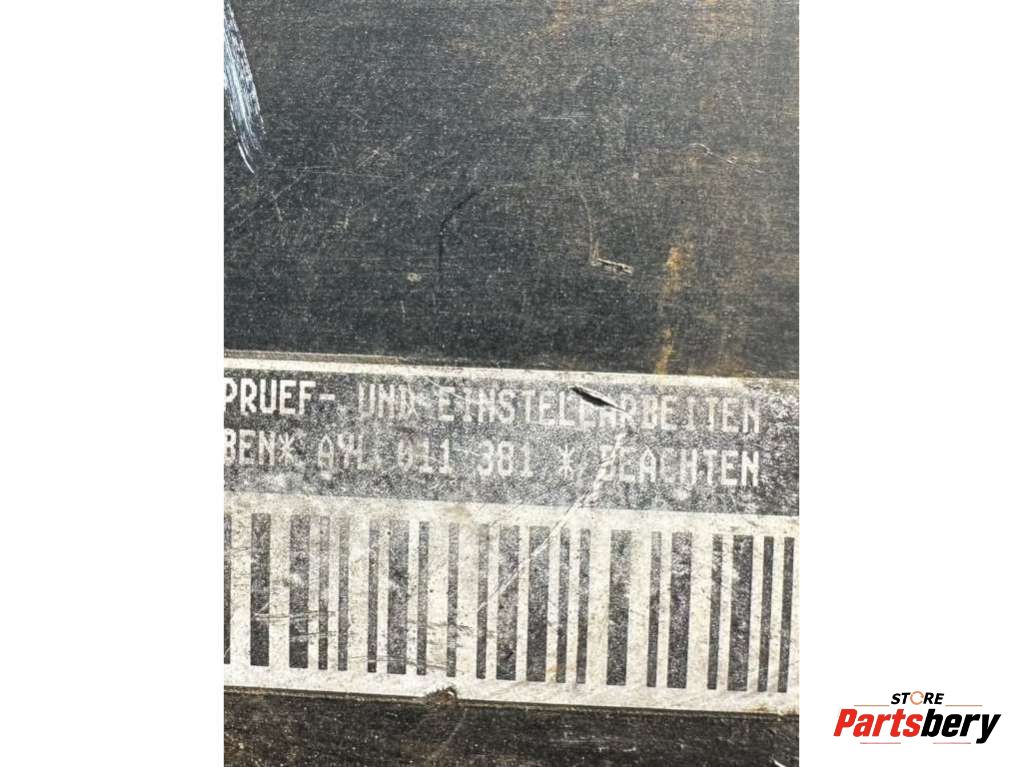 PRUEF- UND EINSTELLARBEITEN
BEN* A9L 011 381 * BEACHTEN
STORE
Partsbery